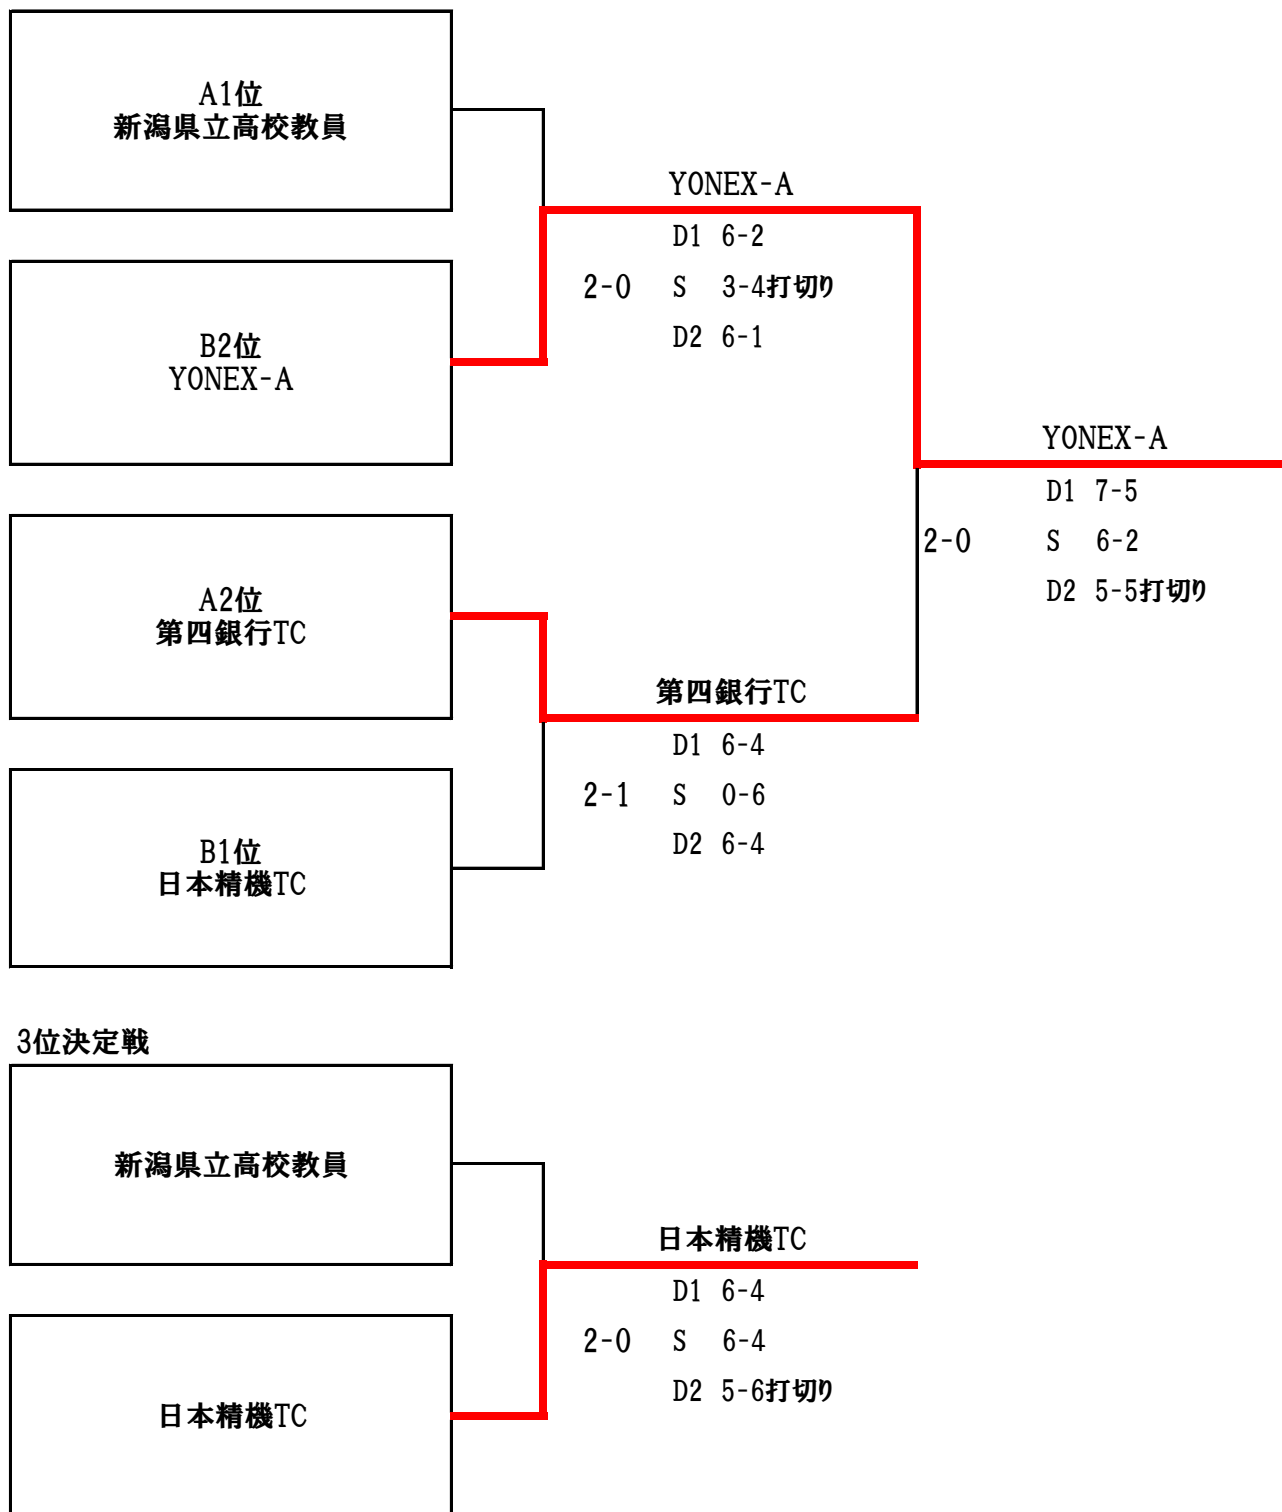 A1位
新潟県立高校教員
YONEX-A
D1 6-2
2-0 S 3-4打切り
D2 6-1
B2位
YONEX-A
YONEX-A
D1 7-5
2-0 S 6-2
D2 5-5打切り
A2位
第四銀行TC
第四銀行TC
D1 6-4
2-1 S 0-6
D2 6-4
B1位
日本精機TC
3位決定戦
新潟県立高校教員
日本精機TC
D1 6-4
2-0 S 6-4
D2 5-6打切り
日本精機TC